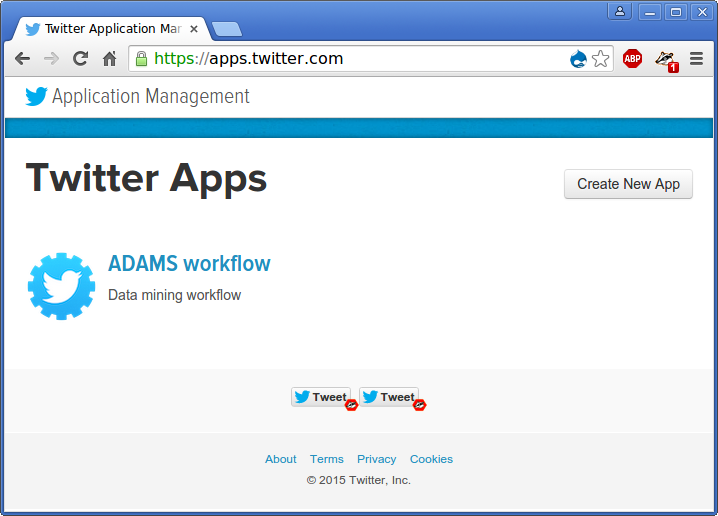 Twitter Application Mar
https://apps.twitter.com
ABP
1
Application Management
Twitter Apps
Create New App
ADAMS workflow
Data mining workflow
Tweet Tweet
About Terms Privacy Cookies
© 2015 Twitter, Inc.